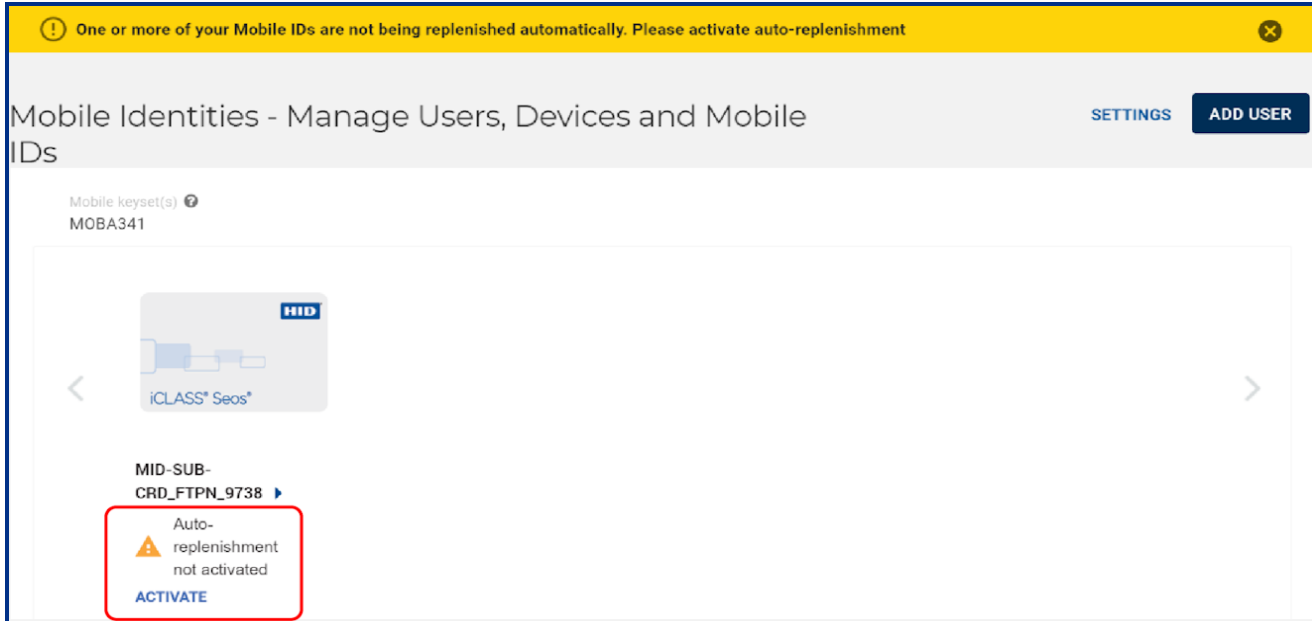 One or more of your Mobile IDs are not being replenished automatically. Please activate auto-replenishment
Mobile Identities - Manage Users, Devices and Mobile
IDs
SETTINGS
ADD USER
Mobile keyset(s)
MOBA341
HID
iCLASS® Seos®
MID-SUB-
CRD_FTPN_9738
Auto-
replenishment
not activated
ACTIVATE